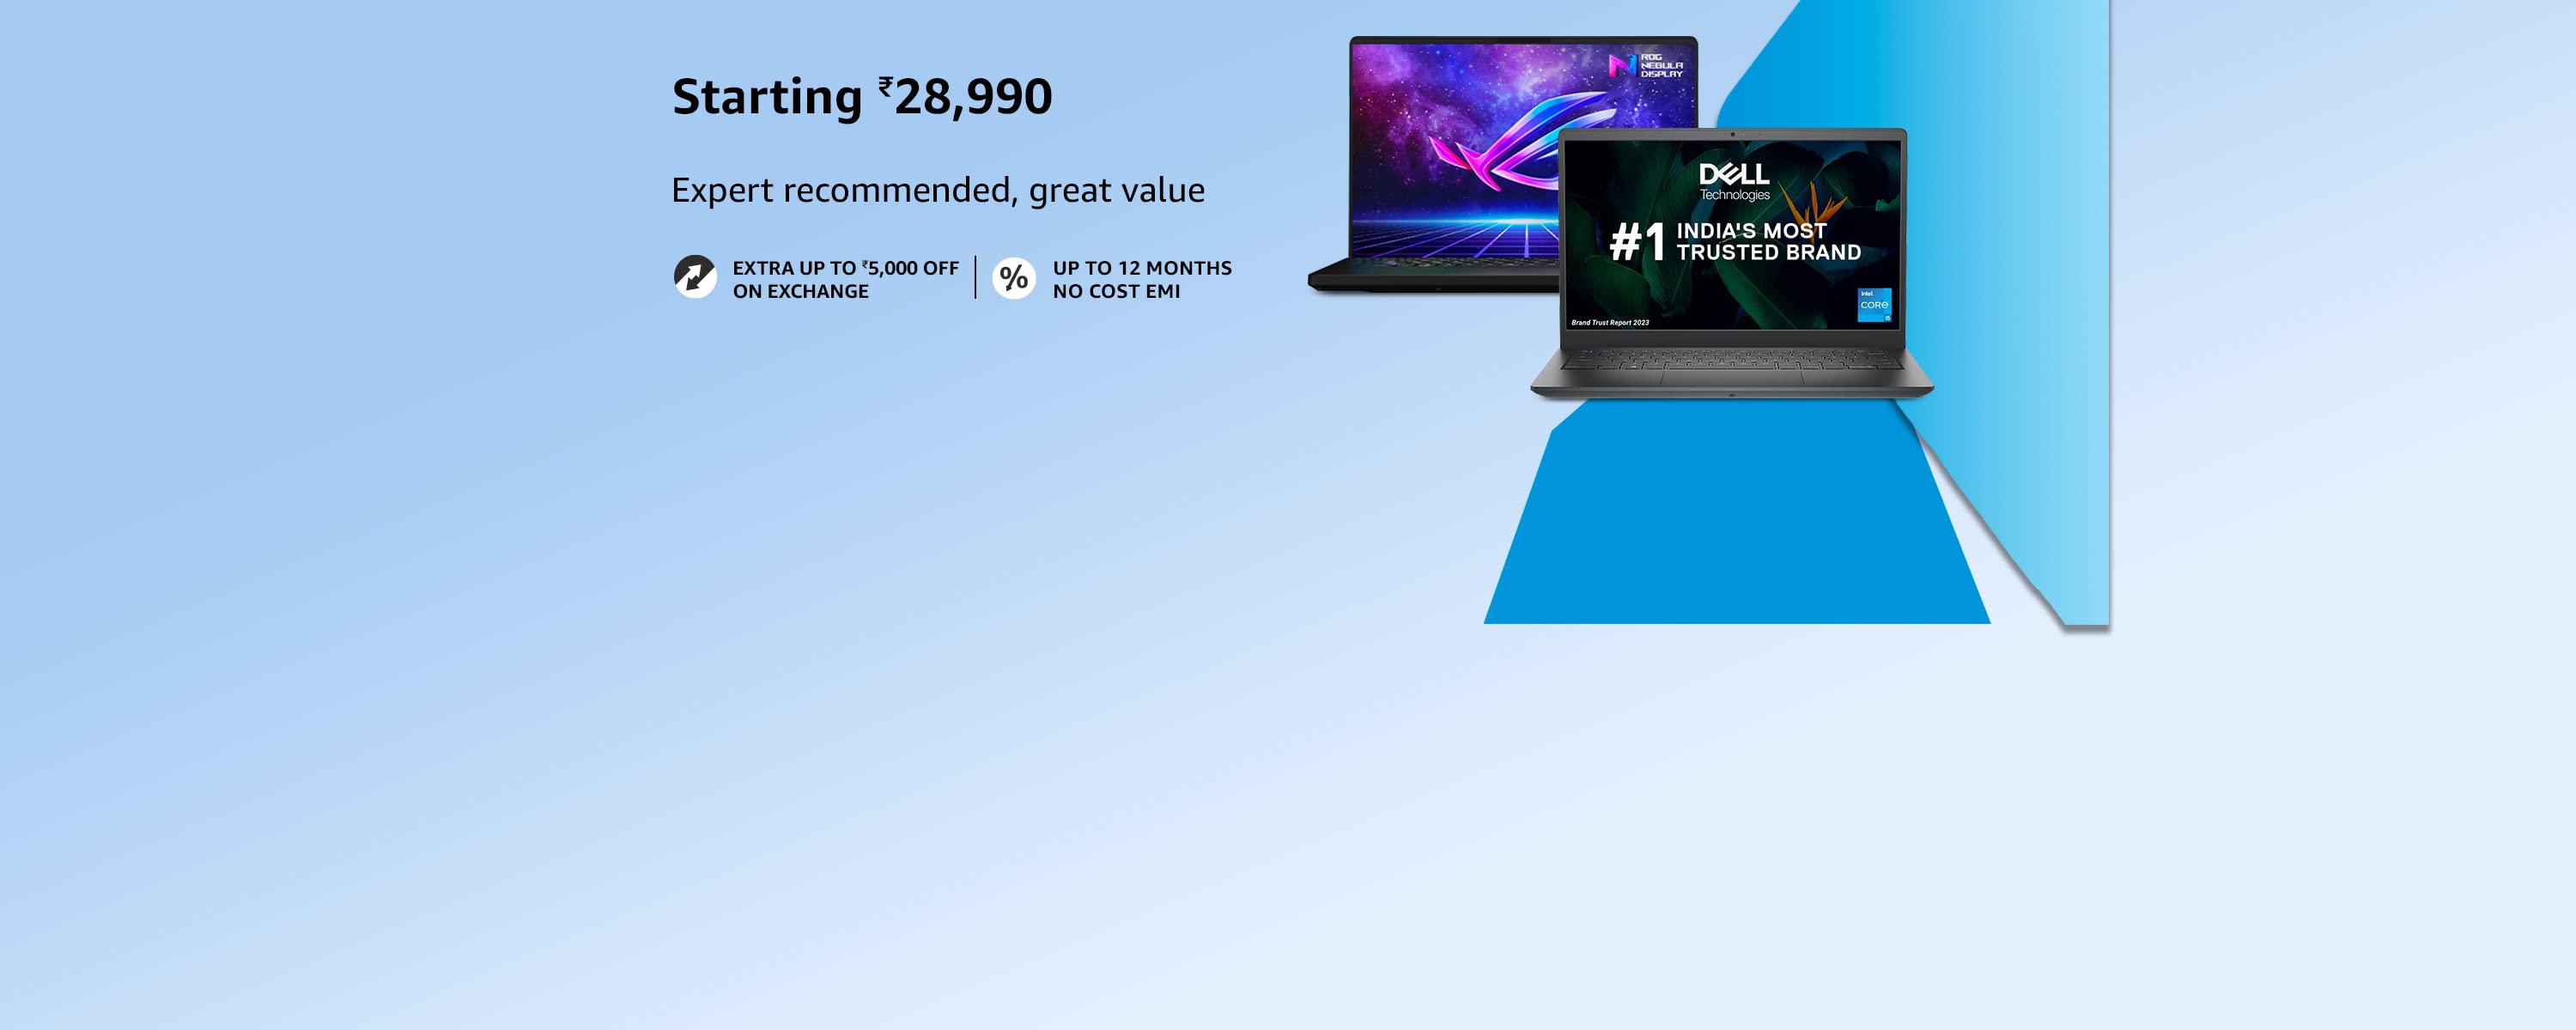 Starting ₹28,990
Expert recommended, great value
EXTRA UP TO ₹5,000 OFF
ON EXCHANGE
UP TO 12 MONTHS
NO COST EMI
ROG
NEBULA
DISPLAY
DELL
Technologies
#1 INDIA'S MOST
TRUSTED BRAND
intel
CORE
i5
Brand Trust Report 2023